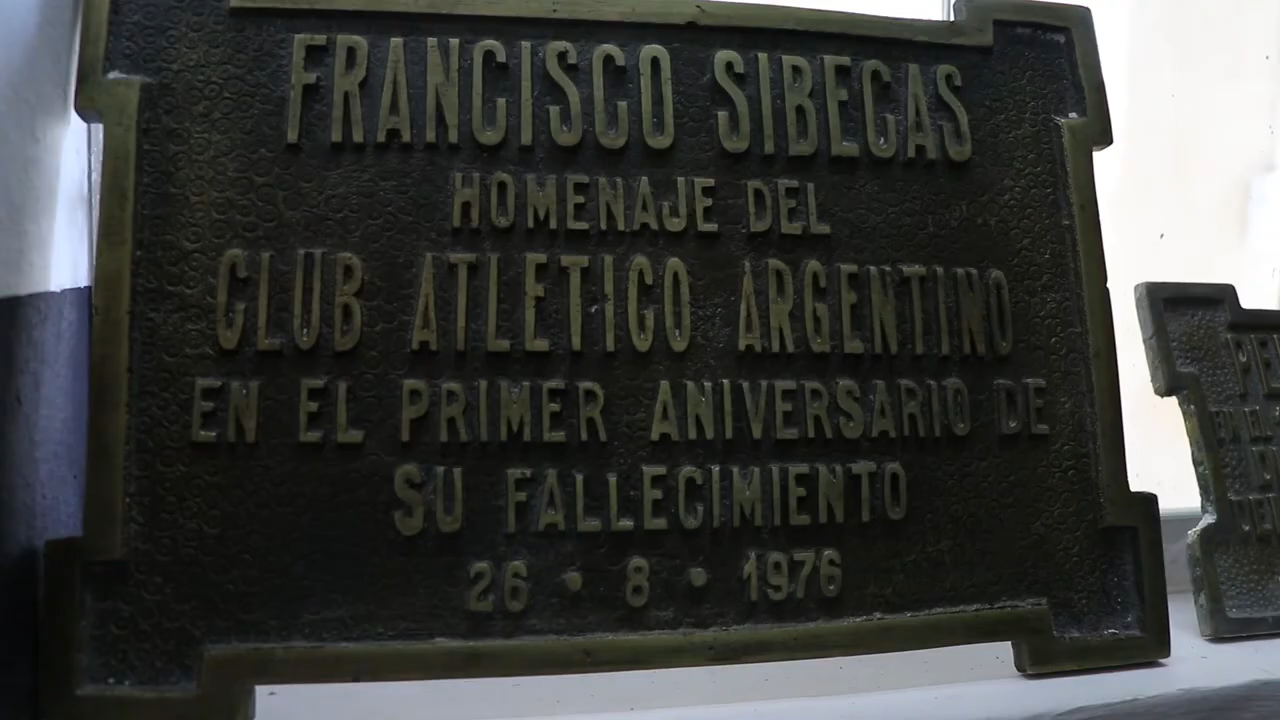 FRANCISCO SIBECAS
HOMENAJE DEL
CLUB ATLETICO ARGENTINO
EN EL PRIMER ANIVERSARIO DE
SU FALLECIMIENTO
26 • 8 • 1976